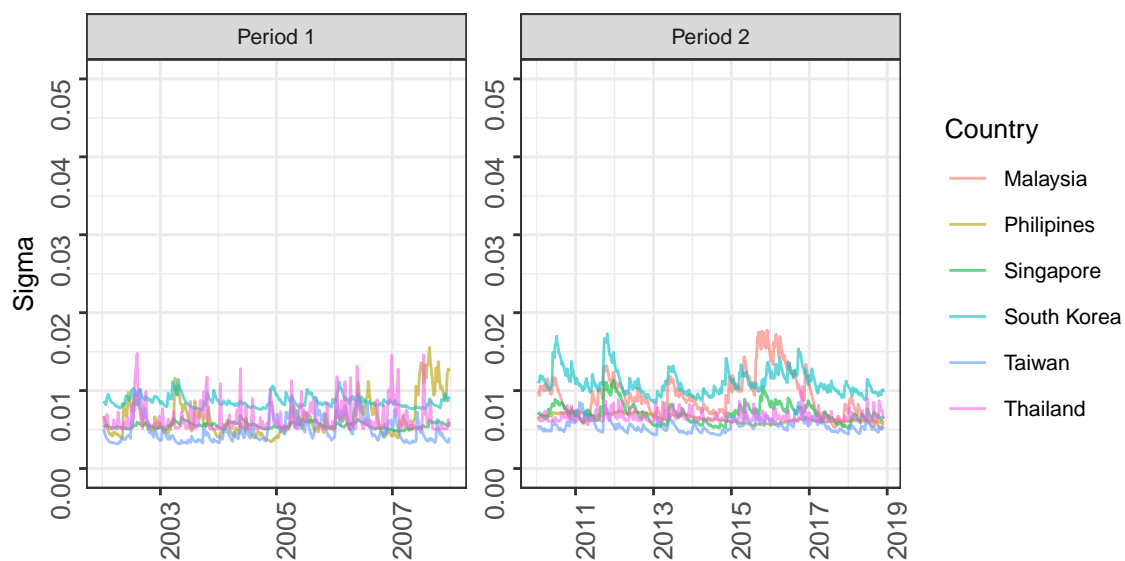 Period 1
Period 2
Sigma
0.05
0.04
0.03
0.02
0.01
0.00
0.05
0.04
0.03
0.02
0.01
0.00
2003
2005
2007
2011
2013
2015
2017
2019
Country
Malaysia
Philipines
Singapore
South Korea
Taiwan
Thailand